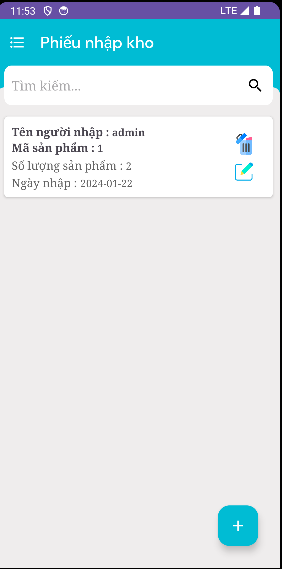 11:53 LTE
Phiếu nhập kho
Tìm kiếm...
Tên người nhập : admin
Mã sản phẩm : 1
Số lượng sản phẩm : 2
Ngày nhập : 2024-01-22
+